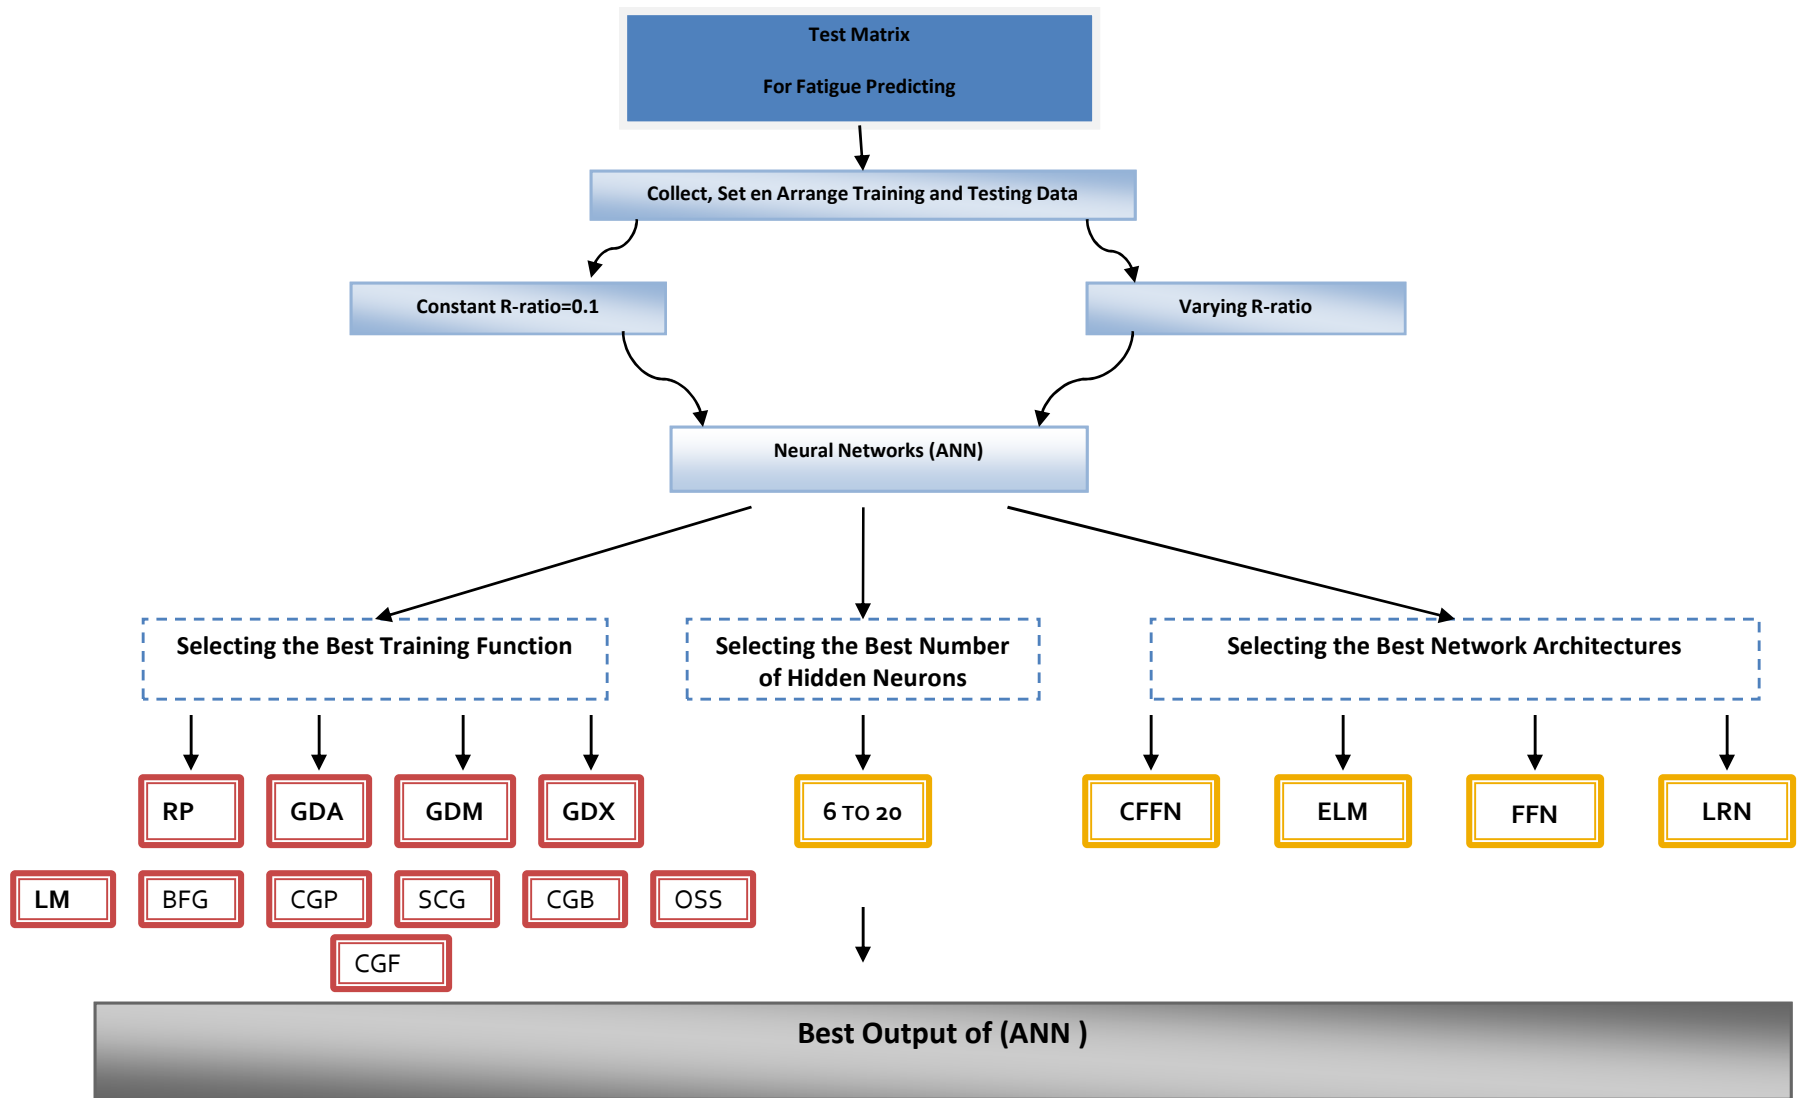 Test Matrix
For Fatigue Predicting
Collect, Set en Arrange Training and Testing Data
Constant R-ratio=0.1
Varying R-ratio
Neural Networks (ANN)
Selecting the Best Training Function
Selecting the Best Number
of Hidden Neurons
Selecting the Best Network Architectures
RP
GDA
GDM
GDX
6 TO 20
CFFN
ELM
FFN
LRN
LM
BFG
CGP
SCG
CGB
OSS
CGF
Best Output of (ANN )